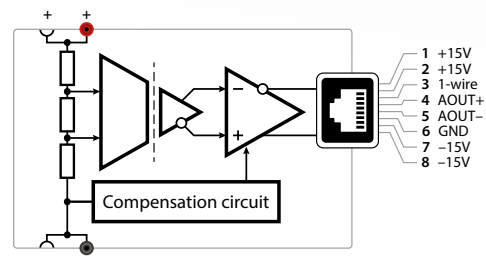 + +
1 +15V
2 +15V
3 1-wire
4 AOUT+
5 AOUT–
6 GND
7 –15V
8 –15V
–
+
Compensation circuit